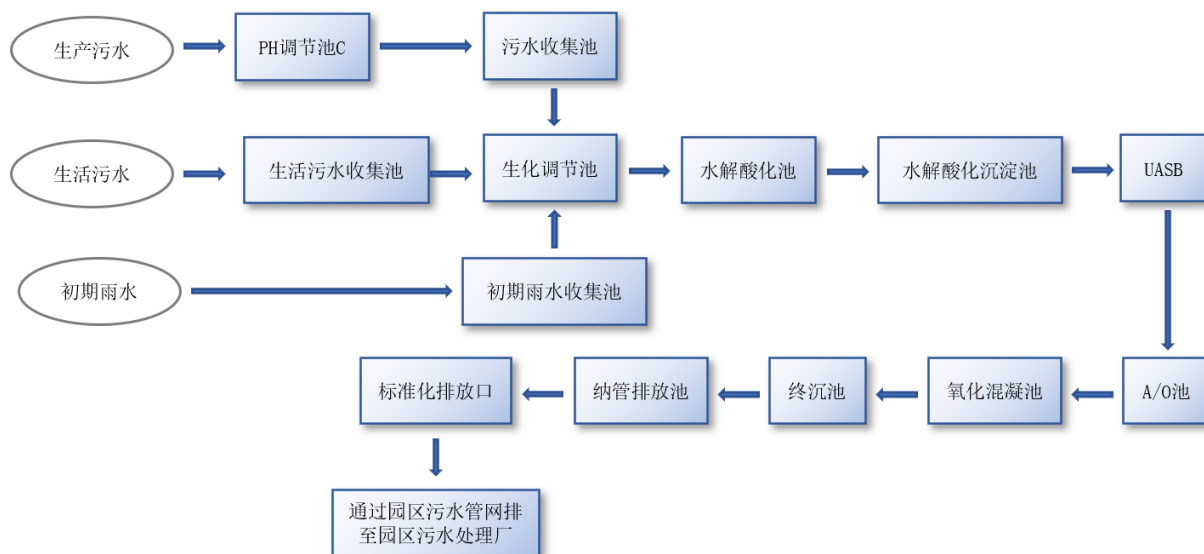 生产污水
PH调节池C
污水收集池
生活污水
生活污水收集池
生化调节池
水解酸化池
水解酸化沉淀池
UASB
初期雨水
初期雨水收集池
标准化排放口
纳管排放池
终沉池
氧化混凝池
A/O池
通过园区污水管网排
至园区污水处理厂